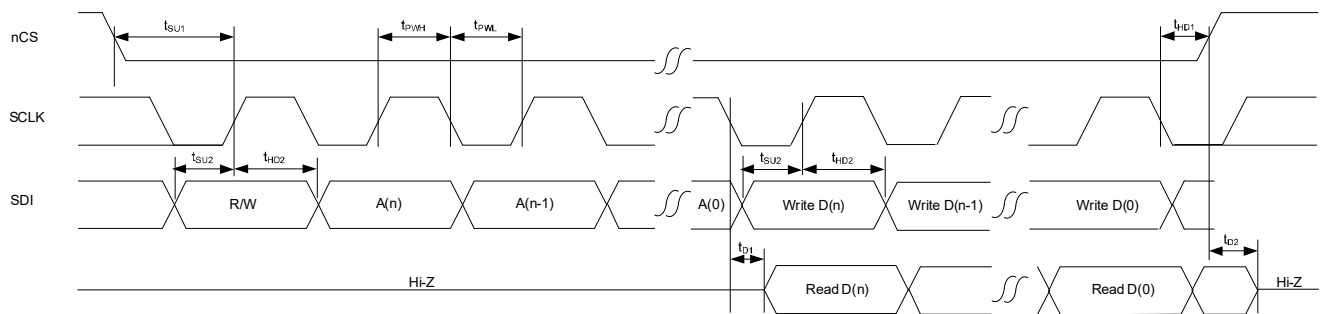 nCS
tSU1
tPWH
tPWL
tHD1
SCLK
tSU2
tHD2
tSU2
tHD2
SDI
R/W
A(n)
A(n-1)
A(0)
Write D(n)
Write D(n-1)
Write D(0)
tD1
tD2
Hi-Z
Read D(n)
Read D(0)
Hi-Z